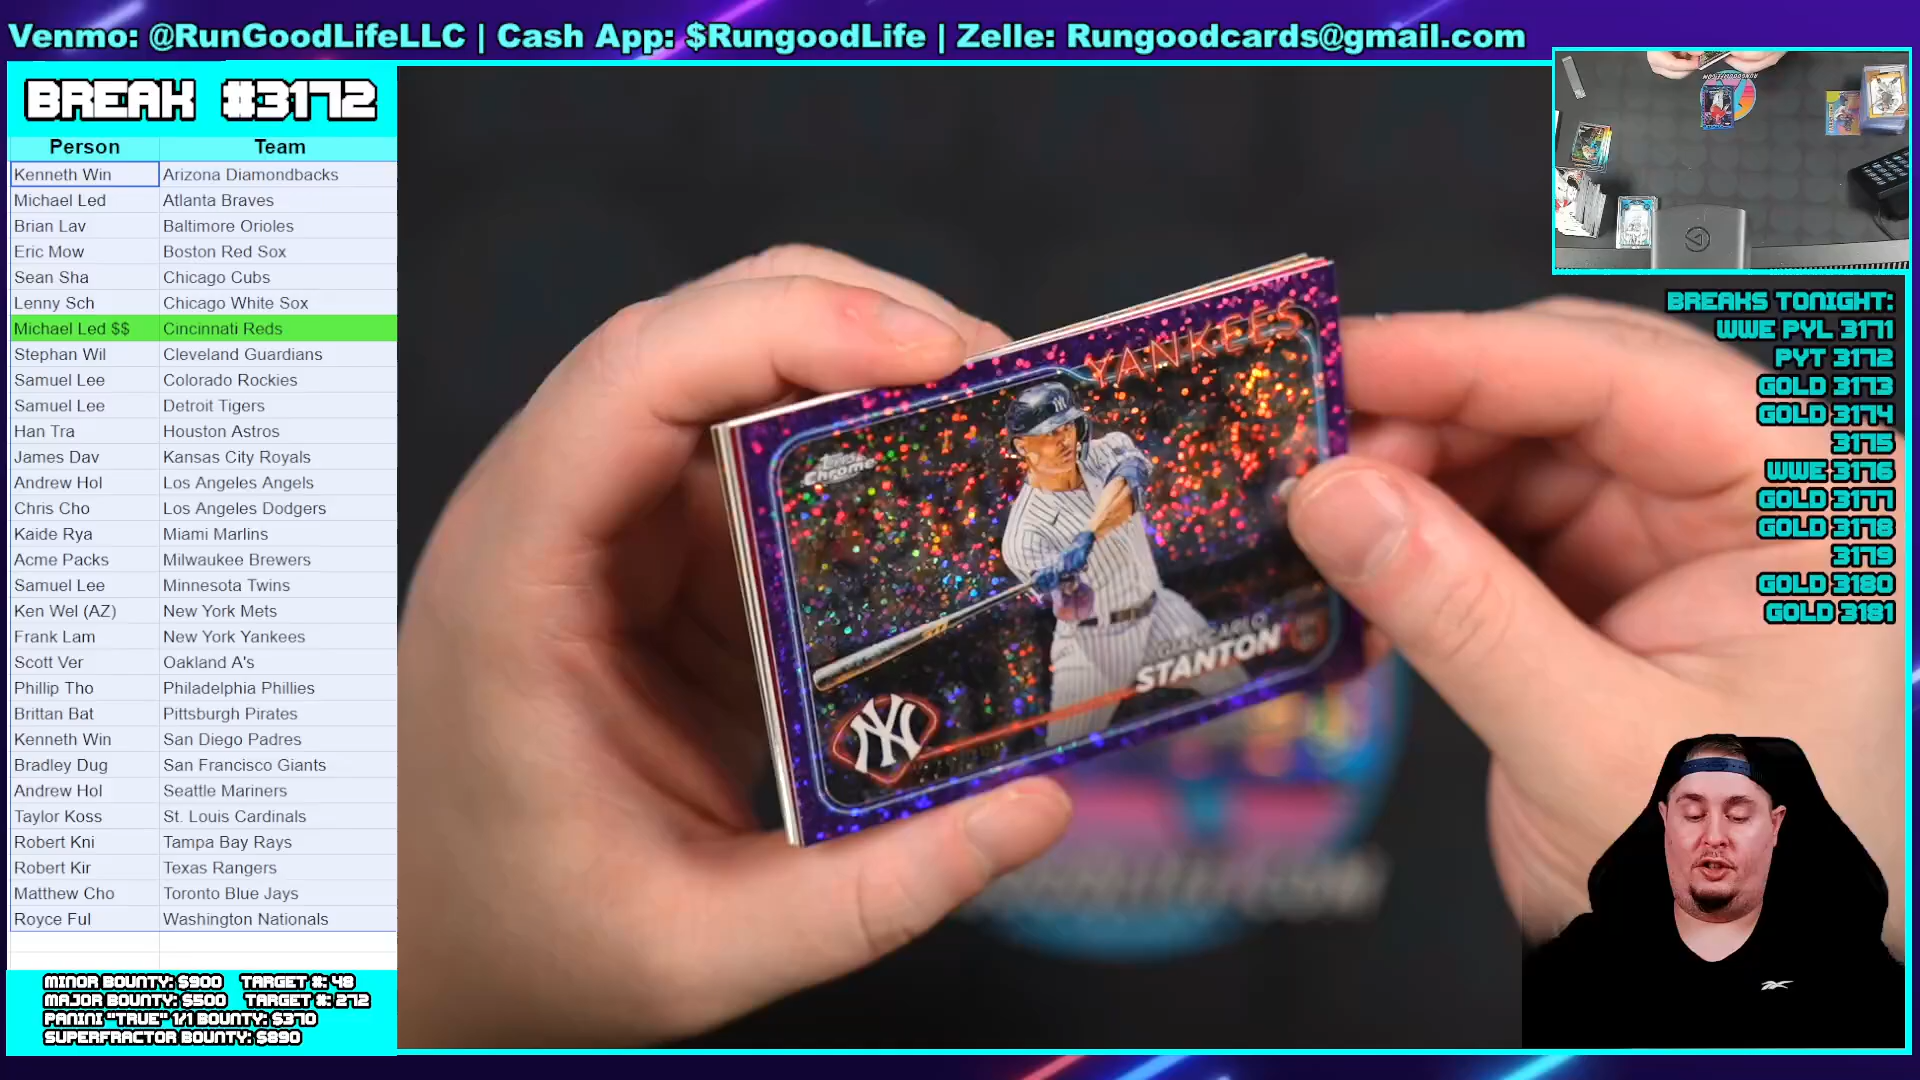 Venmo: @RunGoodLifeLLC | Cash App: $RungoodLife | Zelle: Rungoodcards@gmail.com
BREAK #3172
Person Team
Kenneth Win Arizona Diamondbacks
Michael Led Atlanta Braves
Brian Lav Baltimore Orioles
Eric Mow Boston Red Sox
Sean Sha Chicago Cubs
Lenny Sch Chicago White Sox
Michael Led $$ Cincinnati Reds
Stephan Wil Cleveland Guardians
Samuel Lee Colorado Rockies
Samuel Lee Detroit Tigers
Han Tra Houston Astros
James Dav Kansas City Royals
Andrew Hol Los Angeles Angels
Chris Cho Los Angeles Dodgers
Kaide Rya Miami Marlins
Acme Packs Milwaukee Brewers
Samuel Lee Minnesota Twins
Ken Wel (AZ) New York Mets
Frank Lam New York Yankees
Scott Ver Oakland A's
Phillip Tho Philadelphia Phillies
Brittan Bat Pittsburgh Pirates
Kenneth Win San Diego Padres
Bradley Dug San Francisco Giants
Andrew Hol Seattle Mariners
Taylor Koss St. Louis Cardinals
Robert Kni Tampa Bay Rays
Robert Kir Texas Rangers
Matthew Cho Toronto Blue Jays
Royce Ful Washington Nationals
MINOR BOUNTY: $900 TARGET #: 48
MAJOR BOUNTY: $500 TARGET #: 272
PANINI "TRUE" 1/1 BOUNTY: $370
SUPERFRACTOR BOUNTY: $890
YANKEES
Topps
Chrome
GIANCARLO
STANTON
NY
BREAKS TONIGHT:
WWE PYL 3171
PYT 3172
GOLD 3173
GOLD 3174
3175
WWE 3176
GOLD 3177
GOLD 3178
3179
GOLD 3180
GOLD 3181